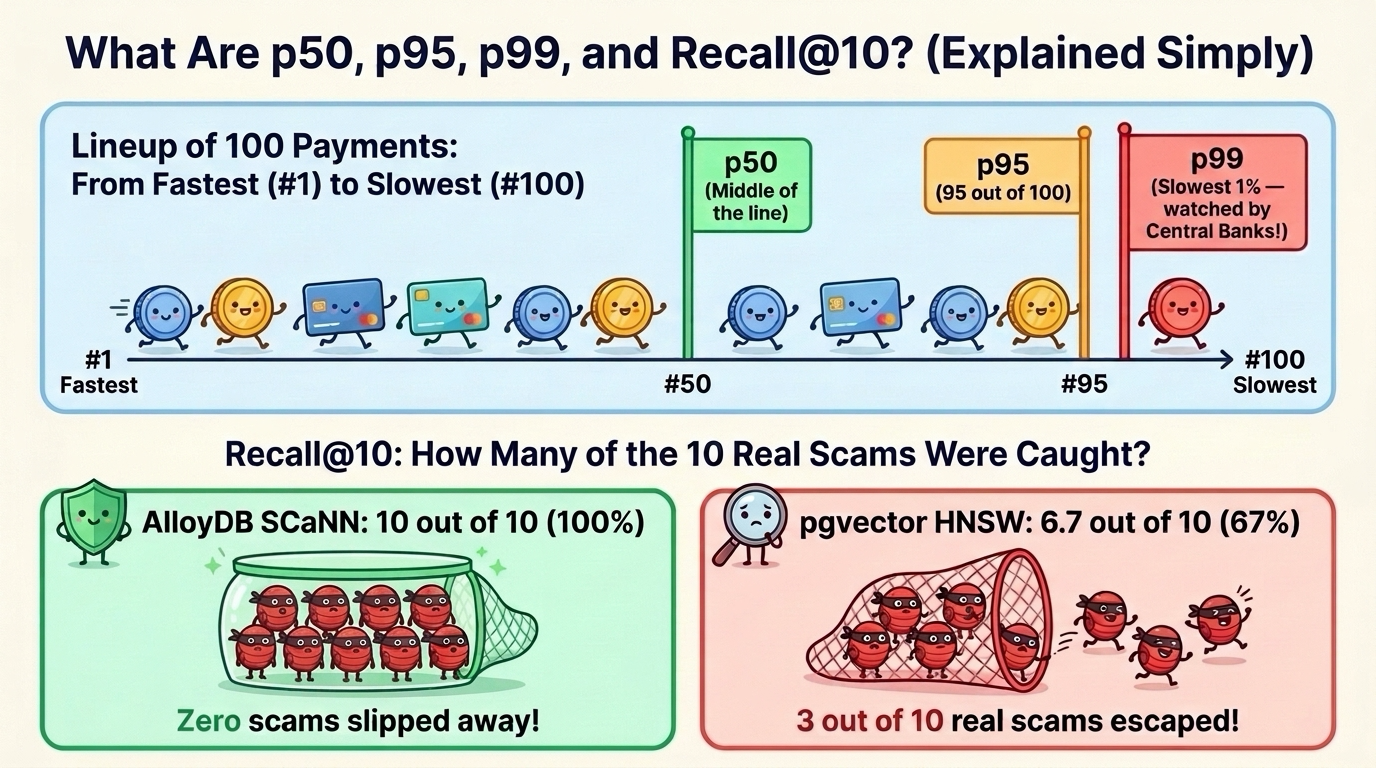 What Are p50, p95, p99, and Recall@10? (Explained Simply)
Lineup of 100 Payments:
From Fastest (#1) to Slowest (#100)
p50
(Middle of
the line)
p95
(95 out of 100)
p99
(Slowest 1% —
watched by
Central Banks!)
#1
Fastest
#50
#95
#100
Slowest
Recall@10: How Many of the 10 Real Scams Were Caught?
AlloyDB SCaNN: 10 out of 10 (100%)
Zero scams slipped away!
pgvector HNSW: 6.7 out of 10 (67%)
3 out of 10 real scams escaped!